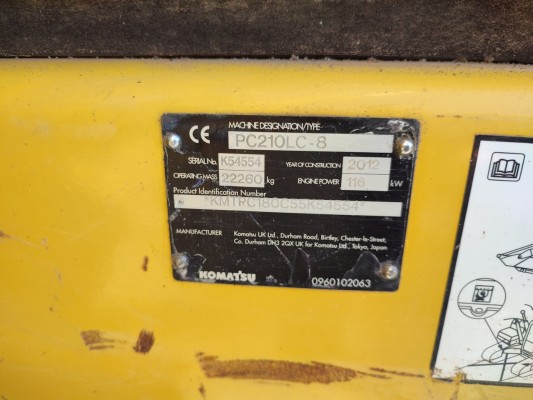 CE
MACHINE DESIGNATION/TYPE
PC210LC-8
SERIAL No. K54554 YEAR OF CONSTRUCTION 2012
OPERATING MASS 22260 kg ENGINE POWER 116 kW
Product Identification Number
*KMTPC180C55K54554*
MANUFACTURER Komatsu UK Ltd., Durham Road, Birtley, Chester-le-Street
Co. Durham DH3 2QX UK for Komatsu Ltd., Tokyo, Japan
KOMATSU 0960102063